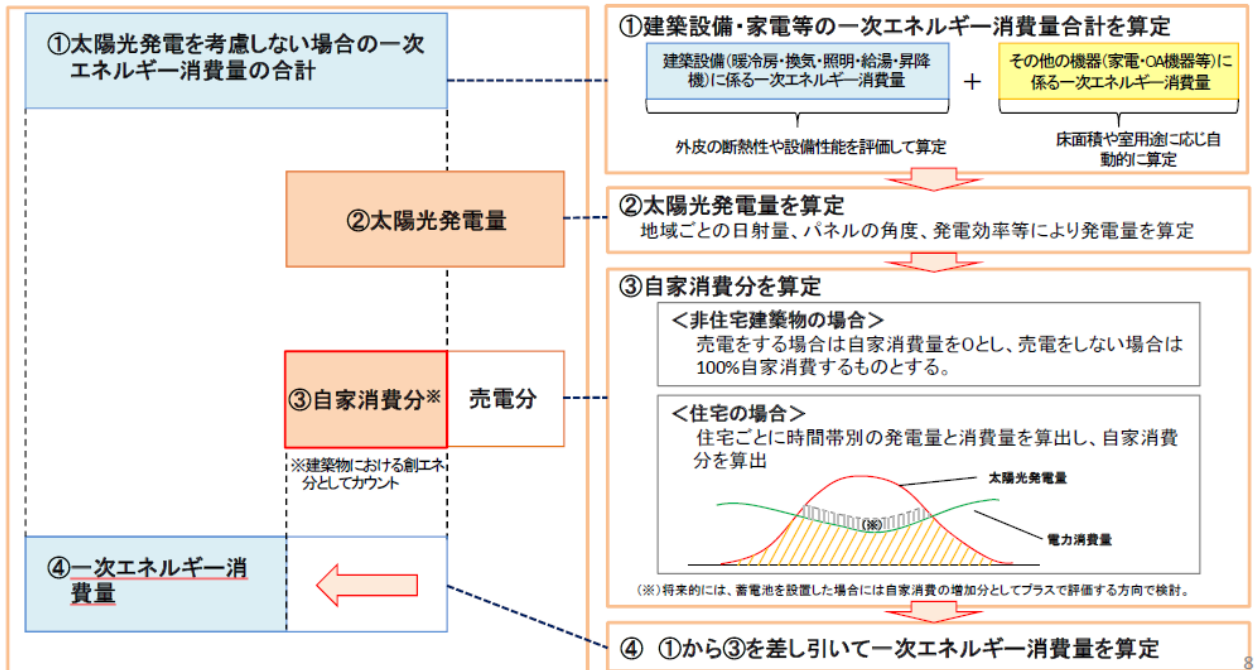 ①太陽光発電を考慮しない場合の一次
エネルギー消費量の合計
②太陽光発電量
③自家消費分※
売電分
※建築物における創エネ
分としてカウント
④一次エネルギー消
費量
①建築設備・家電等の一次エネルギー消費量合計を算定
建築設備(暖冷房・換気・照明・給湯・昇降
機)に係る一次エネルギー消費量
+
その他の機器(家電・OA機器等)に
係る一次エネルギー消費量
外皮の断熱性や設備性能を評価して算定
床面積や室用途に応じ自
動的に算定
②太陽光発電量を算定
地域ごとの日射量、パネルの角度、発電効率等により発電量を算定
③自家消費分を算定
＜非住宅建築物の場合＞
売電をする場合は自家消費量を0とし、売電をしない場合は
100%自家消費するものとする。
＜住宅の場合＞
住宅ごとに時間帯別の発電量と消費量を算出し、自家消費
分を算出
太陽光発電量
(※)
電力消費量
(※)将来的には、蓄電池を設置した場合には自家消費の増加分としてプラスで評価する方向で検討。
④ ①から③を差し引いて一次エネルギー消費量を算定
8